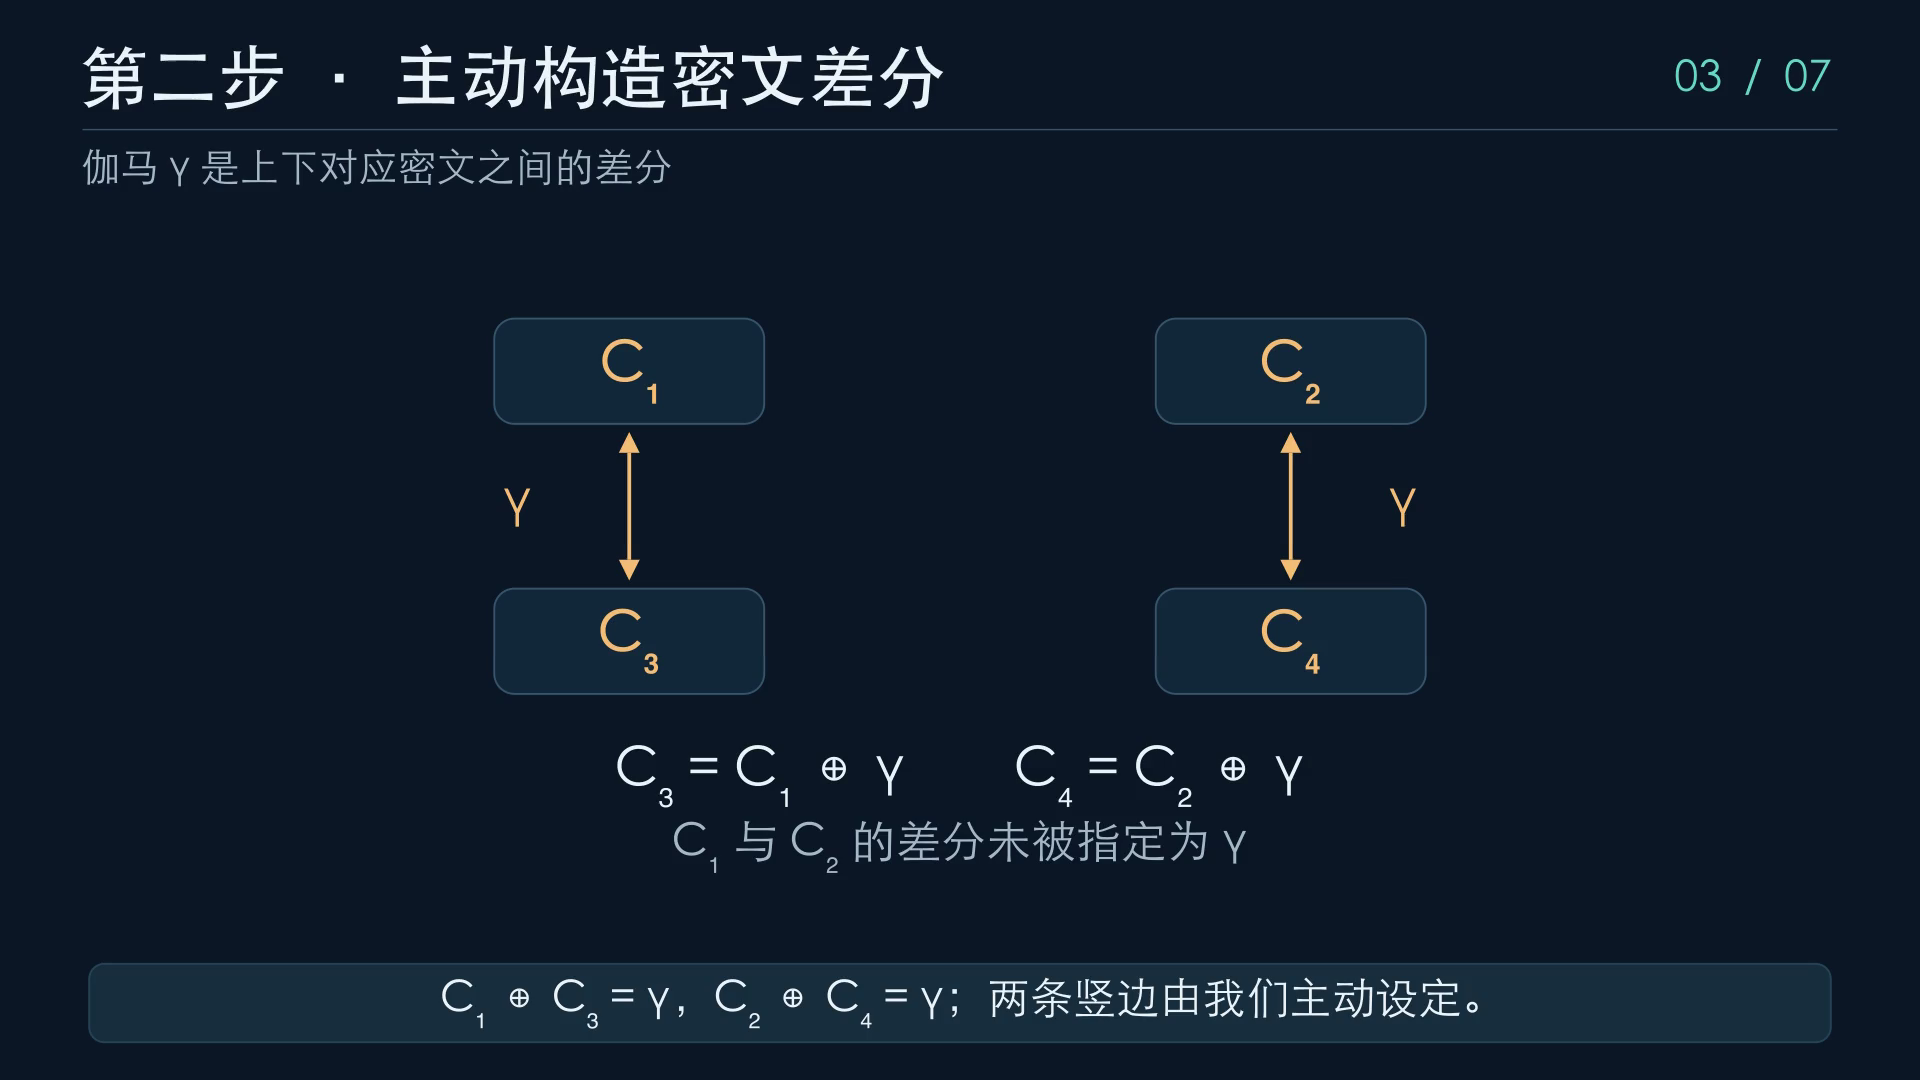 第二步 · 主动构造密文差分
03 / 07
伽马 γ 是上下对应密文之间的差分
C₁
C₂
γ
γ
C₃
C₄
C₃ = C₁ ⊕ γ C₄ = C₂ ⊕ γ
C₁ 与 C₂ 的差分未被指定为 γ
C₁ ⊕ C₃ = γ，C₂ ⊕ C₄ = γ；两条竖边由我们主动设定。